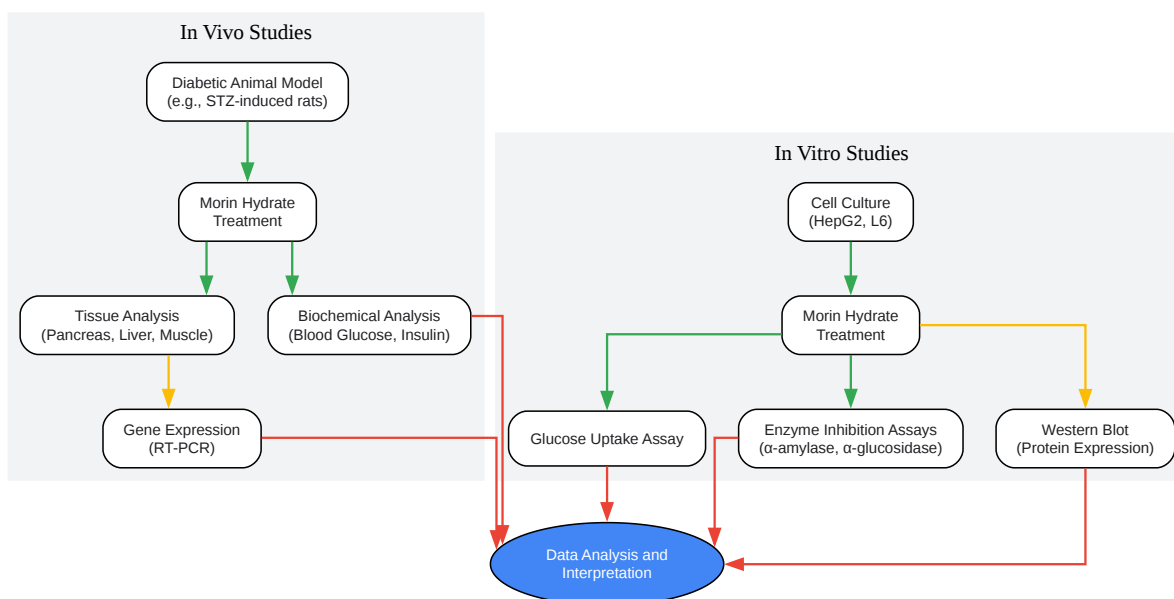 In Vivo Studies
Diabetic Animal Model
(e.g., STZ-induced rats)
Morin Hydrate
Treatment
Tissue Analysis
(Pancreas, Liver, Muscle)
Biochemical Analysis
(Blood Glucose, Insulin)
Gene Expression
(RT-PCR)
In Vitro Studies
Cell Culture
(HepG2, L6)
Morin Hydrate
Treatment
Glucose Uptake Assay
Enzyme Inhibition Assays
(α-amylase, α-glucosidase)
Western Blot
(Protein Expression)
Data Analysis and
Interpretation